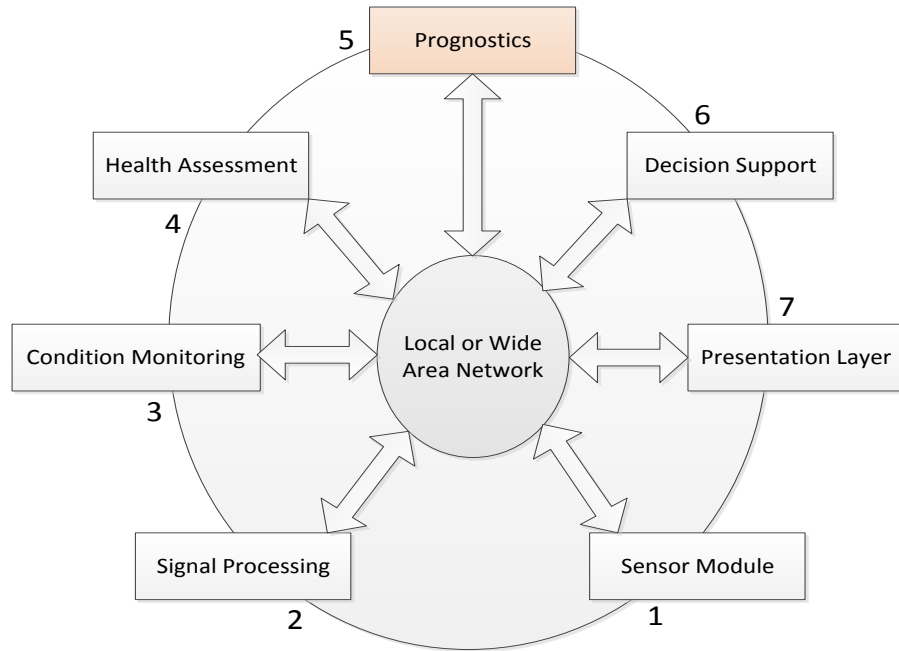 5
Prognostics
6
Health Assessment
Decision Support
4
7
Condition Monitoring
Local or Wide
Area Network
Presentation Layer
3
Signal Processing
Sensor Module
2
1